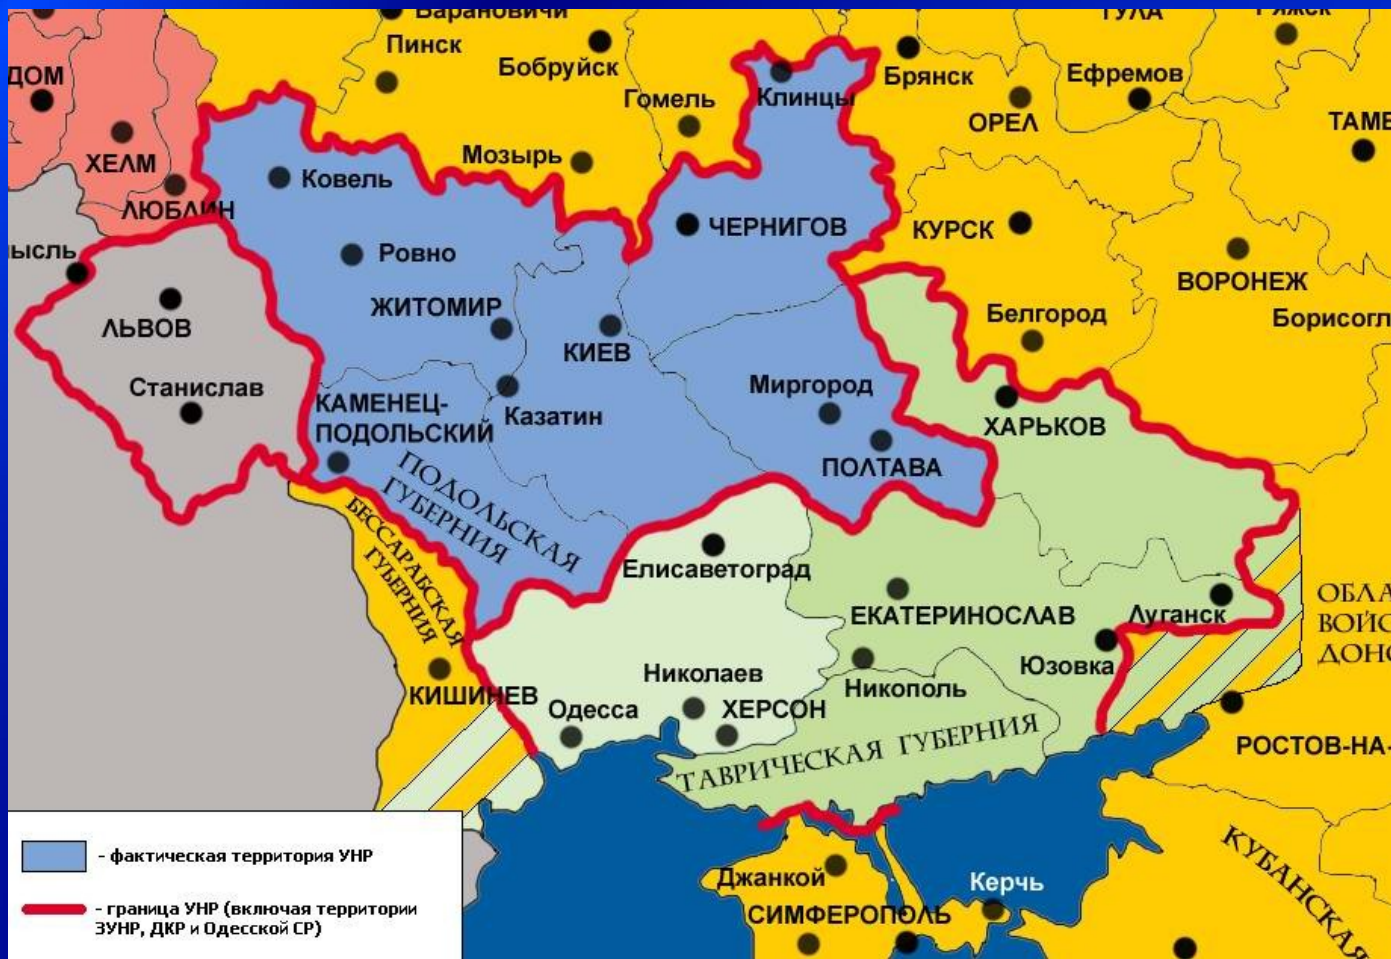 Барановичи
ТУЛА
Ряжск
Пинск
Бобруйск
Брянск
Ефремов
ДОМ
Клинцы
Гомель
ОРЕЛ
ТАМБ
ХЕЛМ
Мозырь
Ковель
ЛЮБЛИН
ЧЕРНИГОВ
КУРСК
ЫСЛЬ
Ровно
ВОРОНЕЖ
ЖИТОМИР
Белгород
Борисогл
ЛЬВОВ
КИЕВ
Станислав
Миргород
КАМЕНЕЦ-
ПОДОЛЬСКИЙ
Казатин
ХАРЬКОВ
ПОЛТАВА
ПОДОЛЬСКАЯ
ГУБЕРНИЯ
БЕССАРАБСКАЯ
ГУБЕРНИЯ
Елисаветоград
ЕКАТЕРИНОСЛАВ
Луганск
ОБЛА
ВОЙС
ДОНС
Юзовка
Николаев
Никополь
КИШИНЕВ
Одесса
ХЕРСОН
ТАВРИЧЕСКАЯ ГУБЕРНИЯ
РОСТОВ-НА-
- фактическая территория УНР
КУБАНСКАЯ
Джанкой
Керчь
- граница УНР (включая территории
ЗУНР, ДКР и Одесской СР)
СИМФЕРОПОЛЬ